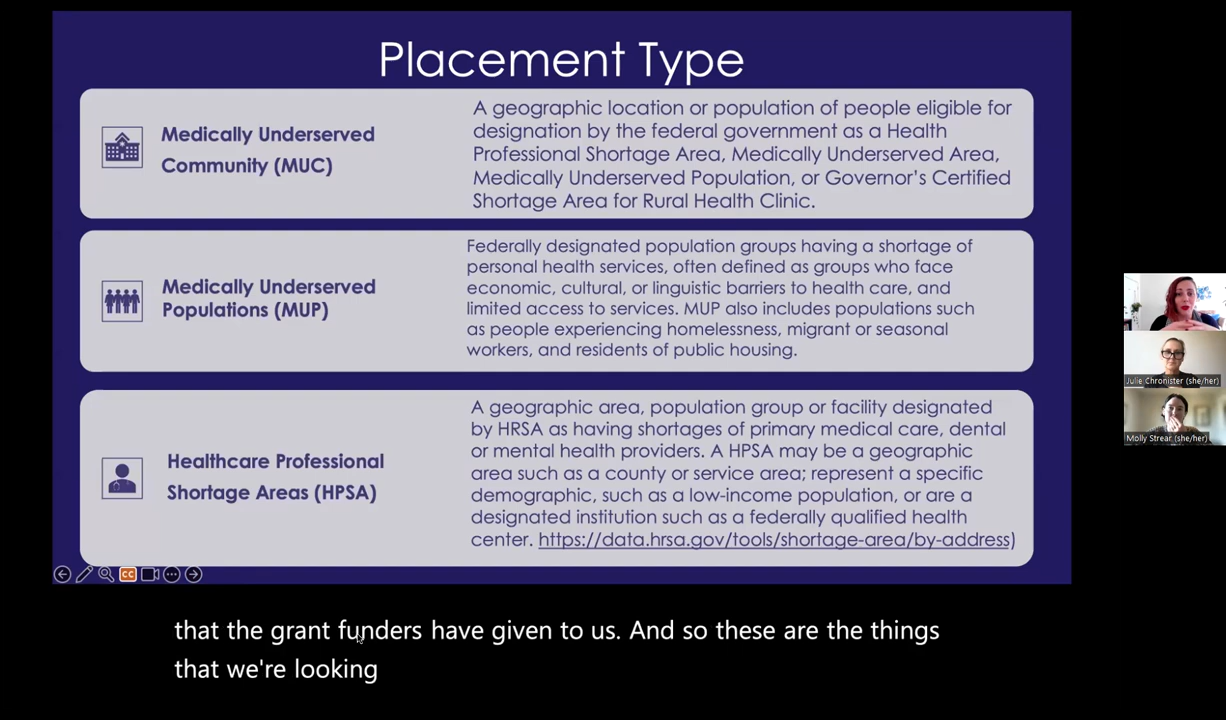 Placement Type
Medically Underserved
Community (MUC)
A geographic location or population of people eligible for
designation by the federal government as a Health
Professional Shortage Area, Medically Underserved Area,
Medically Underserved Population, or Governor's Certified
Shortage Area for Rural Health Clinic.
Medically Underserved
Populations (MUP)
Federally designated population groups having a shortage of
personal health services, often defined as groups who face
economic, cultural, or linguistic barriers to health care, and
limited access to services. MUP also includes populations such
as people experiencing homelessness, migrant or seasonal
workers, and residents of public housing.
Healthcare Professional
Shortage Areas (HPSA)
A geographic area, population group or facility designated
by HRSA as having shortages of primary medical care, dental
or mental health providers. A HPSA may be a geographic
area such as a county or service area; represent a specific
demographic, such as a low-income population, or are a
designated institution such as a federally qualified health
center. https://data.hrsa.gov/tools/shortage-area/by-address)
CC
that the grant funders have given to us. And so these are the things
that we're looking
Julie Chronister (she/her)
Molly Strear (she/her)